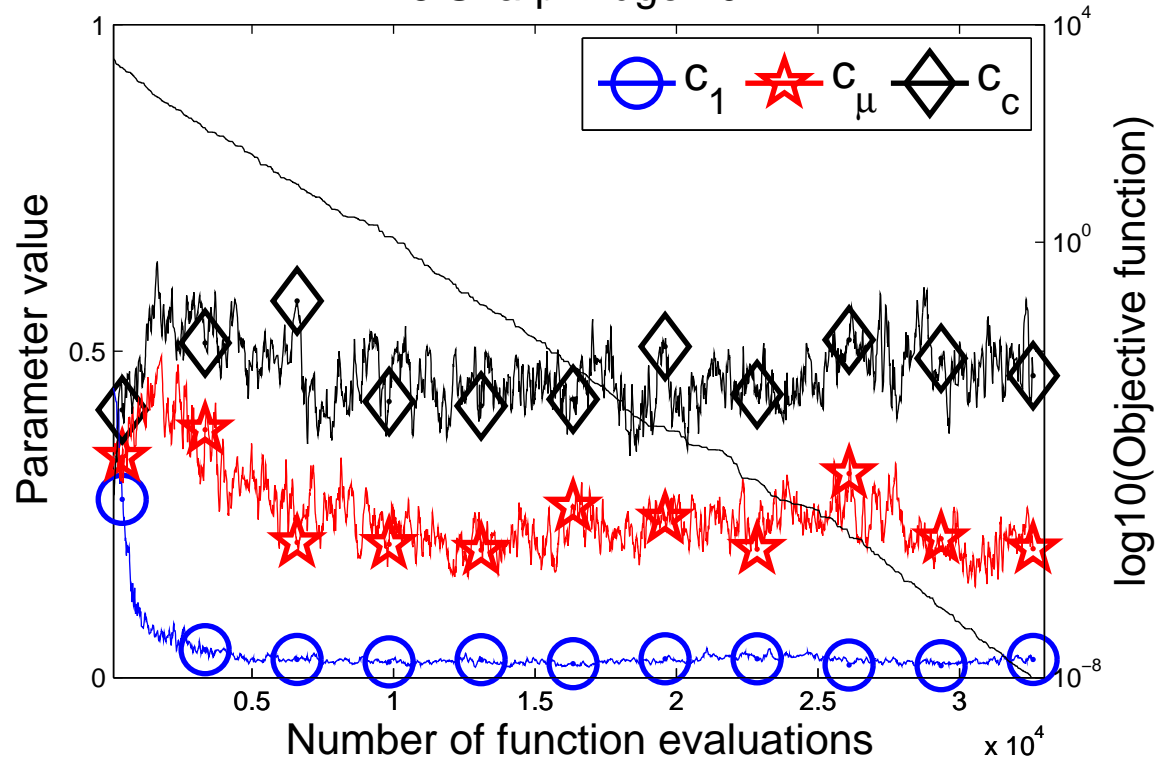 1
0.5
0
Parameter value
c1 cμ cc
10^4
10^0
10^-8
log10(Objective function)
0.5 1 1.5 2 2.5 3
x 10^4
Number of function evaluations